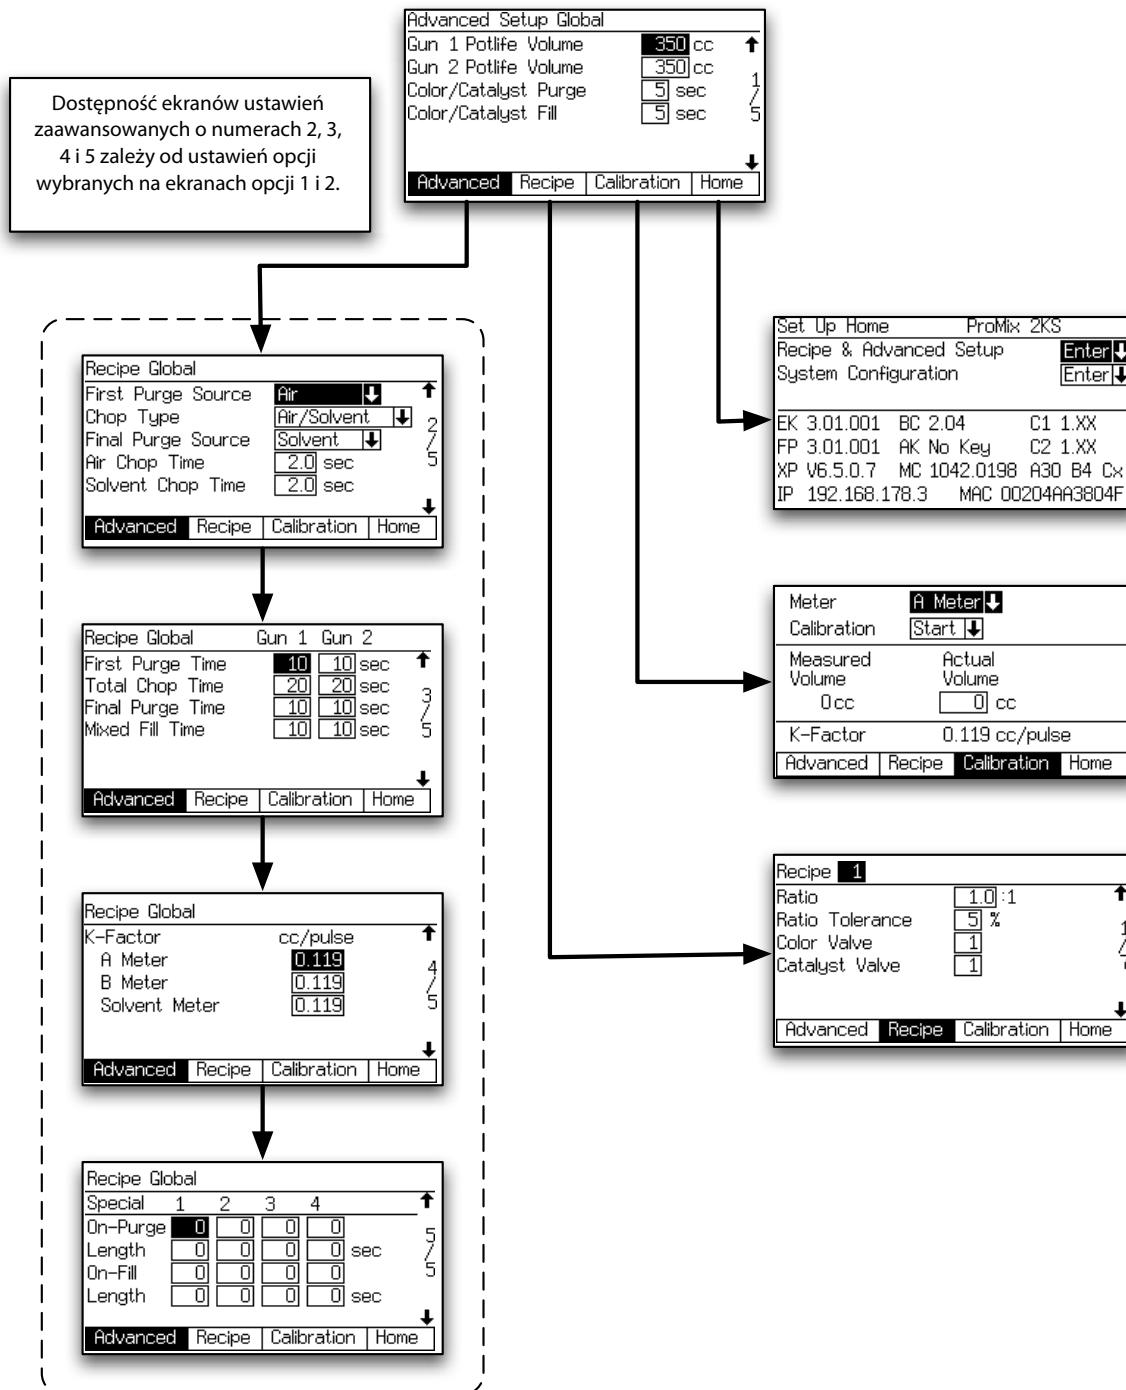 Advanced Setup Global
Gun 1 Potlife Volume 350 cc
Gun 2 Potlife Volume 350 cc
Color/Catalyst Purge 5 sec
Color/Catalyst Fill 5 sec
1/5
Advanced Recipe Calibration Home
Dostępność ekranów ustawień
zaawansowanych o numerach 2, 3,
4 i 5 zależy od ustawień opcji
wybranych na ekranach opcji 1 i 2.
Recipe Global
First Purge Source Air
Chop Type Air/Solvent
Final Purge Source Solvent
Air Chop Time 2.0 sec
Solvent Chop Time 2.0 sec
2/5
Advanced Recipe Calibration Home
Recipe Global Gun 1 Gun 2
First Purge Time 10 10 sec
Total Chop Time 20 20 sec
Final Purge Time 10 10 sec
Mixed Fill Time 10 10 sec
3/5
Advanced Recipe Calibration Home
Recipe Global
K-Factor cc/pulse
A Meter 0.119
B Meter 0.119
Solvent Meter 0.119
4/5
Advanced Recipe Calibration Home
Recipe Global
Special 1 2 3 4
On-Purge 0 0 0 0
Length 0 0 0 0 sec
On-Fill 0 0 0 0
Length 0 0 0 0 sec
5/5
Advanced Recipe Calibration Home
Set Up Home ProMix 2KS
Recipe & Advanced Setup Enter
System Configuration Enter
EK 3.01.001 BC 2.04 C1 1.XX
FP 3.01.001 AK No Key C2 1.XX
XP V6.5.0.7 MC 1042.0198 A30 B4 Cx
IP 192.168.178.3 MAC 00204AA3804F
Meter A Meter
Calibration Start
Measured Actual
Volume Volume
0 cc 0 cc
K-Factor 0.119 cc/pulse
Advanced Recipe Calibration Home
Recipe 1
Ratio 1.0 :1
Ratio Tolerance 5 %
Color Valve 1
Catalyst Valve 1
1/
Advanced Recipe Calibration Home